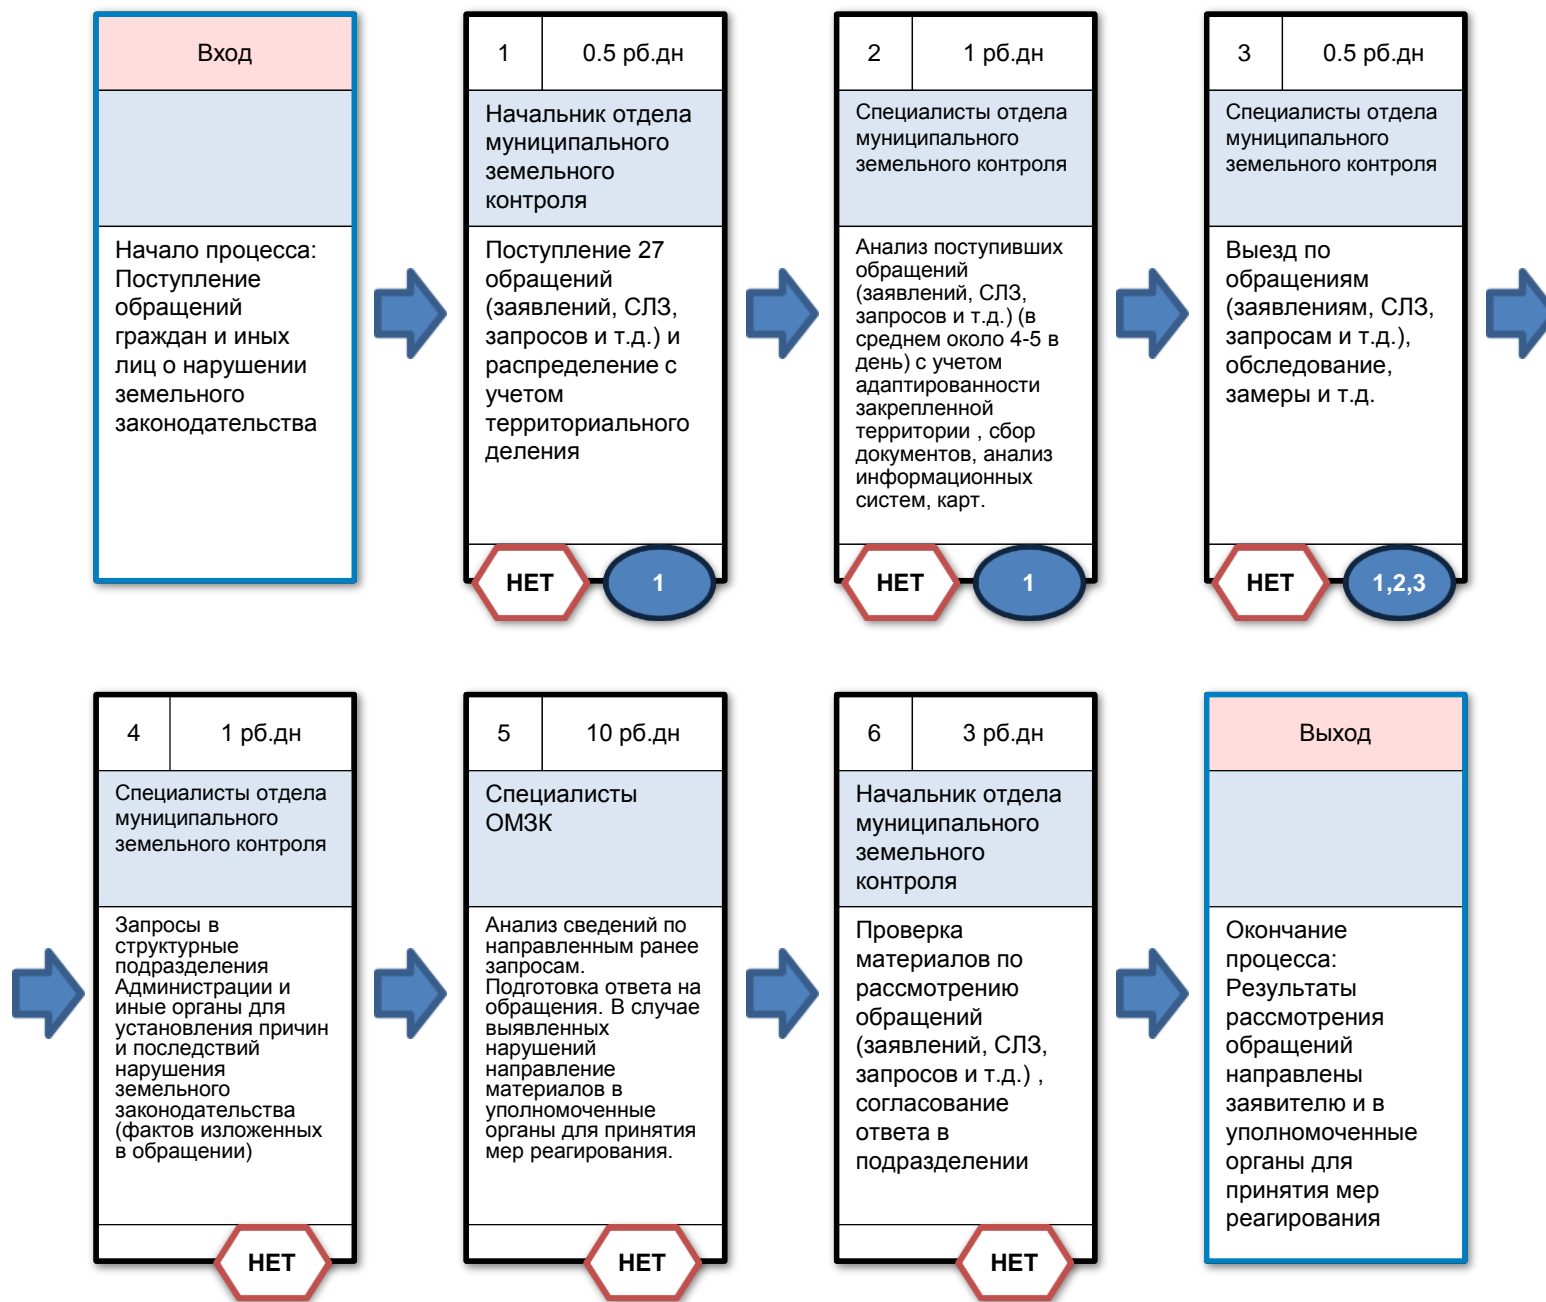 Вход
Начало процесса:
Поступление
обращений
граждан и иных
лиц о нарушении
земельного
законодательства
1
0.5 рб.дн
Начальник отдела
муниципального
земельного
контроля
Поступление 27
обращений
(заявлений, СЛЗ,
запросов и т.д.) и
распределение с
учетом
территориального
деления
НЕТ
1
2
1 рб.дн
Специалисты отдела
муниципального
земельного контроля
Анализ поступивших
обращений
(заявлений, СЛЗ,
запросов и т.д.) (в
среднем около 4-5 в
день) с учетом
адаптированности
закрепленной
территории , сбор
документов, анализ
информационных
систем, карт.
НЕТ
1
3
0.5 рб.дн
Специалисты отдела
муниципального
земельного контроля
Выезд по
обращениям
(заявлениям, СЛЗ,
запросам и т.д.),
обследование,
замеры и т.д.
НЕТ
1,2,3
4
1 рб.дн
Специалисты отдела
муниципального
земельного контроля
Запросы в
структурные
подразделения
Администрации и
иные органы для
установления причин
и последствий
нарушения
земельного
законодательства
(фактов изложенных
в обращении)
НЕТ
5
10 рб.дн
Специалисты
ОМЗК
Анализ сведений по
направленным ранее
запросам.
Подготовка ответа на
обращения. В случае
выявленных
нарушений
направление
материалов в
уполномоченные
органы для принятия
мер реагирования.
НЕТ
6
3 рб.дн
Начальник отдела
муниципального
земельного
контроля
Проверка
материалов по
рассмотрению
обращений
(заявлений, СЛЗ,
запросов и т.д.) ,
согласование
ответа в
подразделении
НЕТ
Выход
Окончание
процесса:
Результаты
рассмотрения
обращений
направлены
заявителю и в
уполномоченные
органы для
принятия мер
реагирования